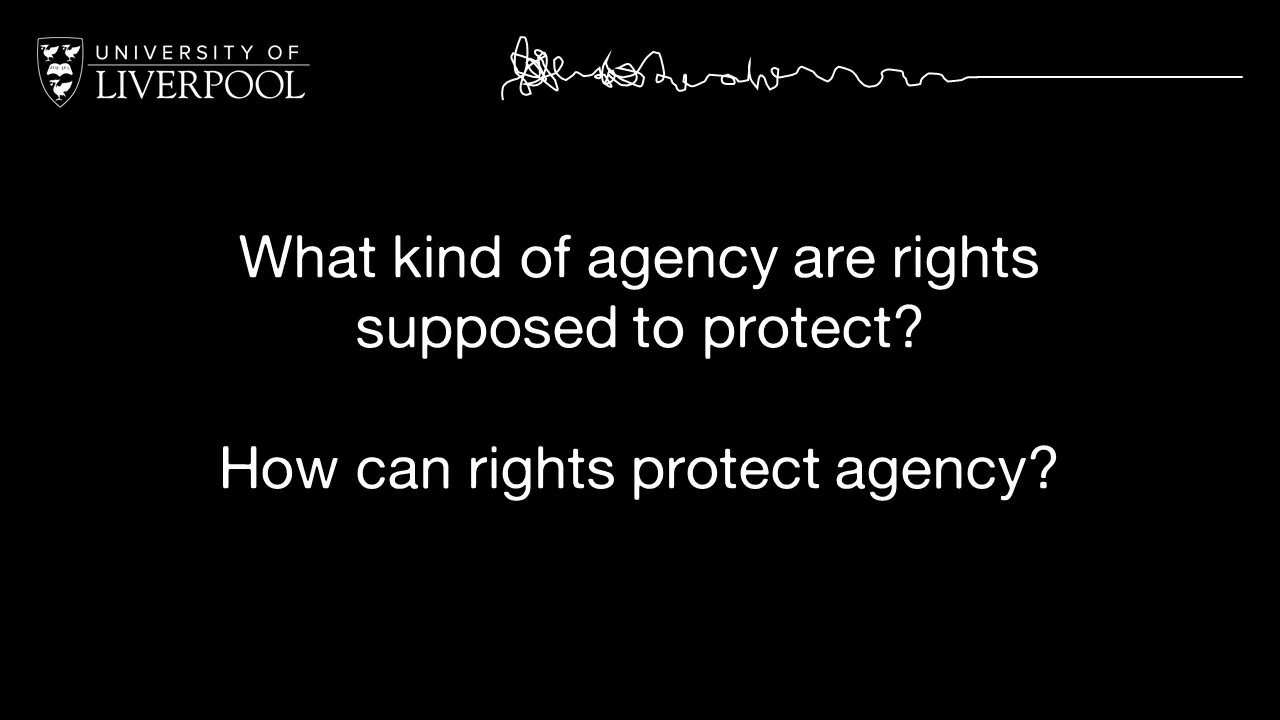 UNIVERSITY OF
LIVERPOOL
What kind of agency are rights
supposed to protect?
How can rights protect agency?